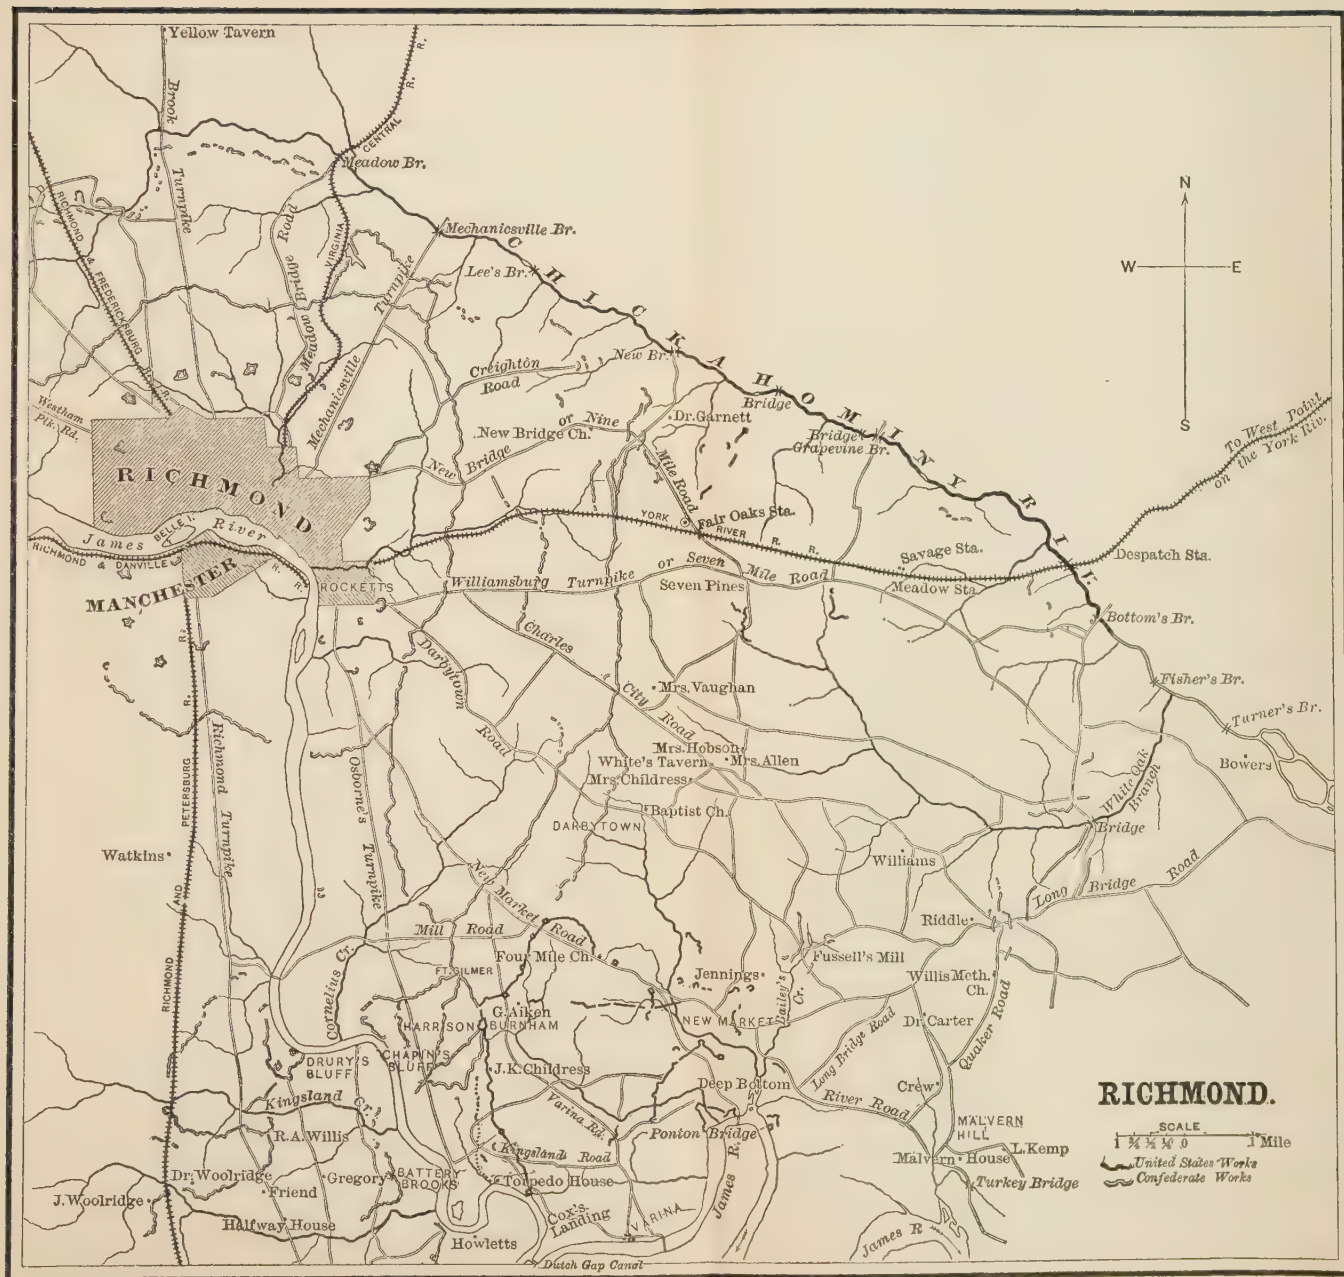 Yellow Tavern
Brook
Turnpike
R. R.
CENTRAL
VIRGINIA
Meadow Br.
Meadow Bridge Rodd
Mechanicsville Br.
Lee's Br.
Mechanicsville Turnpike
CHICKAHOMINY RIV.
N
W E
S
RICHMOND & FREDERICKSBURG R. R.
New Br.
Creighton
Road
Bridge
Dr. Garnett
New Bridge Ch.
New Bridge or Nine
Mile Road
Bridge
Grapevine Br.
Westham
Plk. Rd.
To West Point
on the York Riv.
RICHMOND
Fair Oaks Sta.
YORK RIVER R. R.
Savage Sta.
Despatch Sta.
James River
BELLE I.
RICHMOND & DANVILLE R. R.
MANCHESTER
ROCKETTS
Williamsburg Turnpike or Seven Mile Road
Seven Pines
Meadow Sta.
Bottom's Br.
Charles City Road
Darbytown Road
Mrs. Vaughan
Fisher's Br.
Turner's Br.
Bowers
Mrs. Hobson
White's Tavern
Mrs. Allen
Mrs. Childress
Baptist Ch.
DARBYTOWN
White Oak
Branch
Bridge
Richmond Turnpike
Osborne's Turnpike
RICHMOND AND PETERSBURG R. R.
Watkins
Williams
New Market Road
Long Bridge Road
Mill Road
Riddle
Four Mile Ch.
Fussell's Mill
FT. GILMER
Jennings
Willis Meth.
Ch.
Cornelius Cr.
Bailey's
Cr.
G. Aiken
HARRISON
BURNHAM
NEW MARKET
Dr. Carter
Quaker Road
Long Bridge Road
DRURY'S
BLUFF
CHAPIN'S
BLUFF
J.K. Childress
Deep Bottom
Crew
River Road
Kingsland Cr.
Varina Rd.
RICHMOND.
MALVERN
HILL
SCALE
1 ¾ ½ ¼ 0 1 Mile
R.A. Willis
Ponton Bridge
L. Kemp
Malvern House
United States Works
Confederate Works
Kingsland Road
Dr. Woolridge
Gregory
BATTERY
BROOKS
Torpedo House
Turkey Bridge
J. Woolridge
Friend
James R.
Cox's
Landing
VARINA
Halfway House
Howletts
James R
Dutch Gap Canal